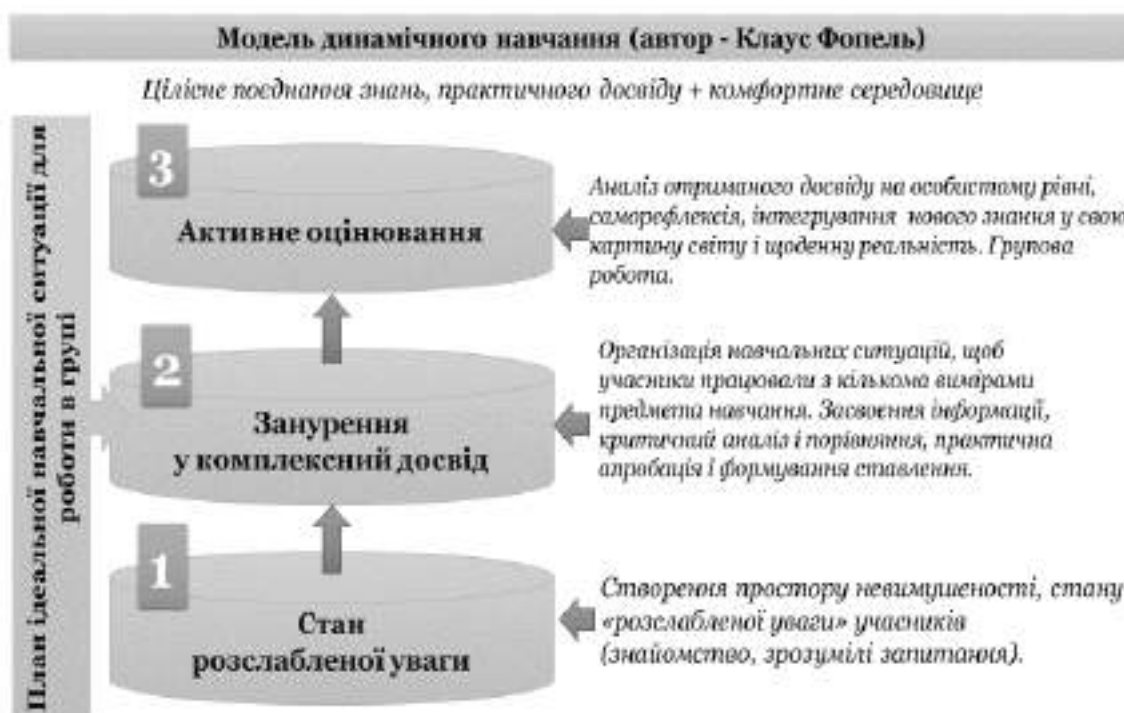 Модель динамічного навчання (автор - Клаус Фопель)
Цілісне поєднання знань, практичного досвіду + комфортне середовище
План ідеальної навчальної ситуації для
роботи в групі
3
Активне оцінювання
Аналіз отриманого досвіду на особистому рівні,
саморефлексія, інтегрування нового знання у свою
картину світу і щоденну реальність. Групова
робота.
2
Занурення
у комплексний досвід
Організація навчальних ситуацій, щоб
учасники працювали з кількома вимірами
предмета навчання. Засвоєння інформації,
критичний аналіз і порівняння, практична
апробація і формування ставлення.
1
Стан
розслабленої уваги
Створення простору невимушеності, стану
«розслабленої уваги» учасників
(знайомство, зрозумілі запитання).